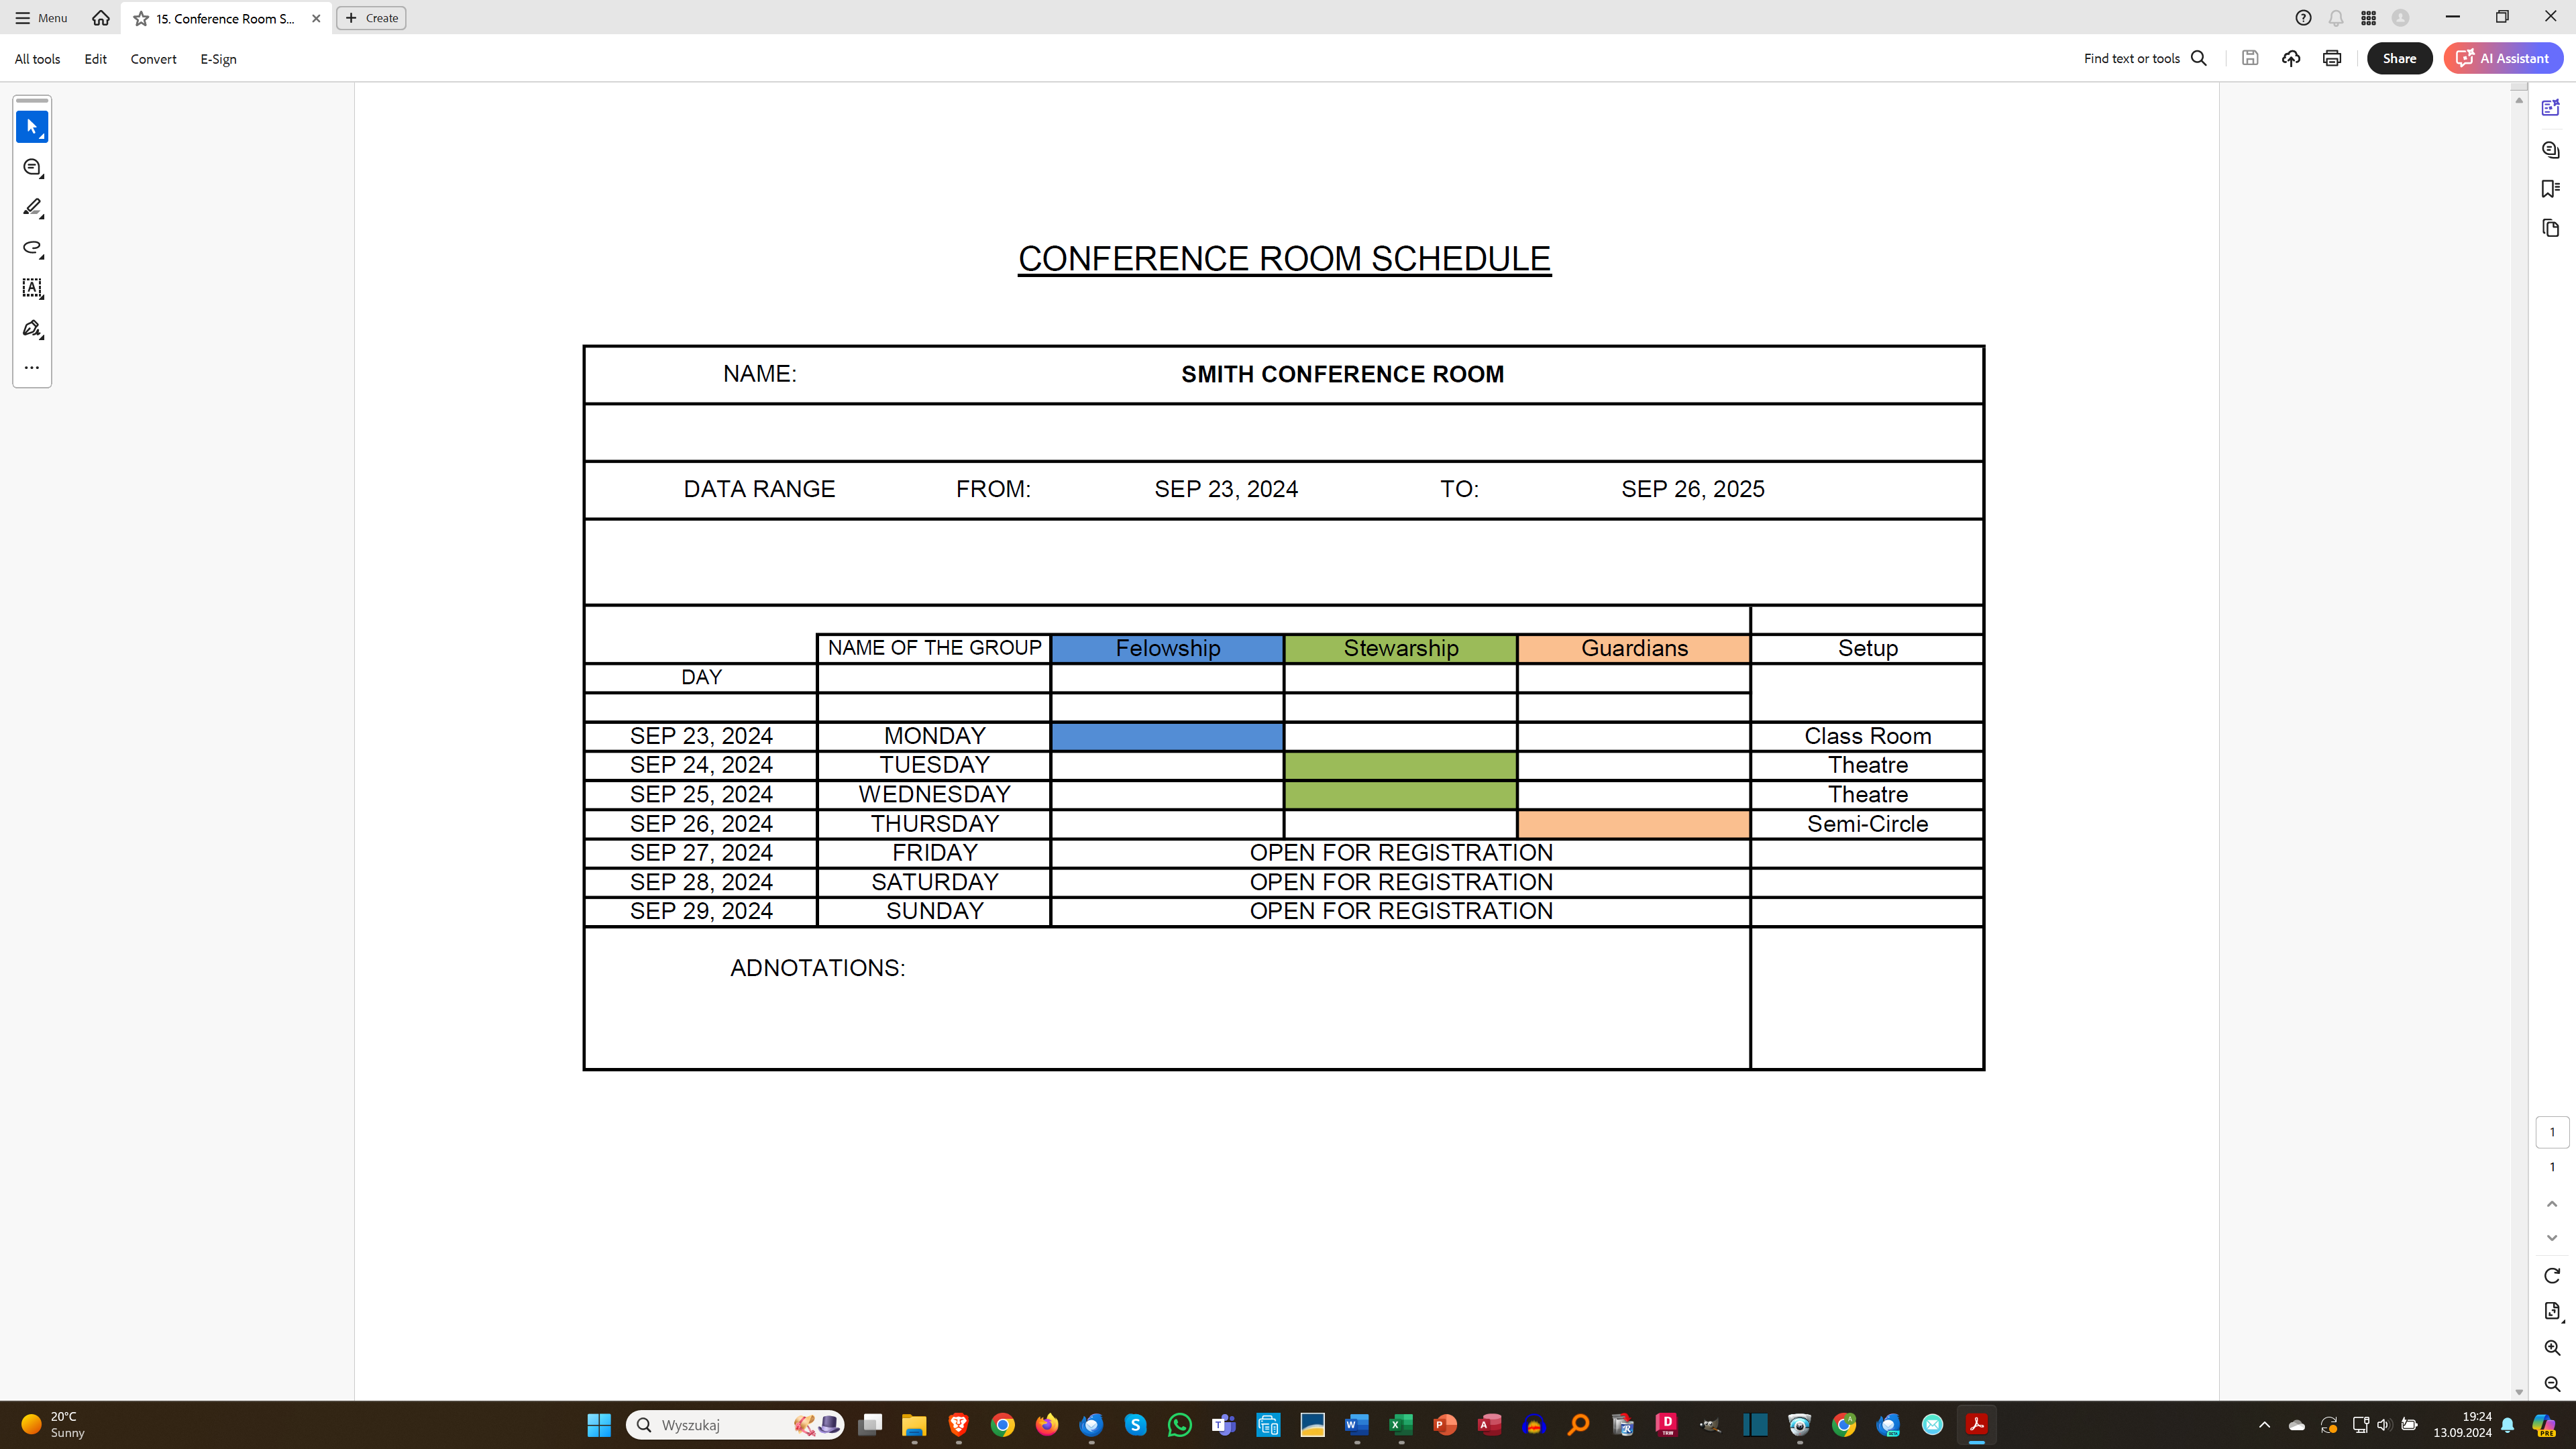 Menu
15. Conference Room S...
Create
All tools
Edit
Convert
E-Sign
Find text or tools
Share
AI Assistant
CONFERENCE ROOM SCHEDULE
NAME: SMITH CONFERENCE ROOM
DATA RANGE FROM: SEP 23, 2024 TO: SEP 26, 2025
NAME OF THE GROUP Felowship Stewarship Guardians Setup
DAY
SEP 23, 2024 MONDAY Class Room
SEP 24, 2024 TUESDAY Theatre
SEP 25, 2024 WEDNESDAY Theatre
SEP 26, 2024 THURSDAY Semi-Circle
SEP 27, 2024 FRIDAY OPEN FOR REGISTRATION
SEP 28, 2024 SATURDAY OPEN FOR REGISTRATION
SEP 29, 2024 SUNDAY OPEN FOR REGISTRATION
ADNOTATIONS:
1
1
20°C
Sunny
Wyszukaj
19:24
13.09.2024
PRE